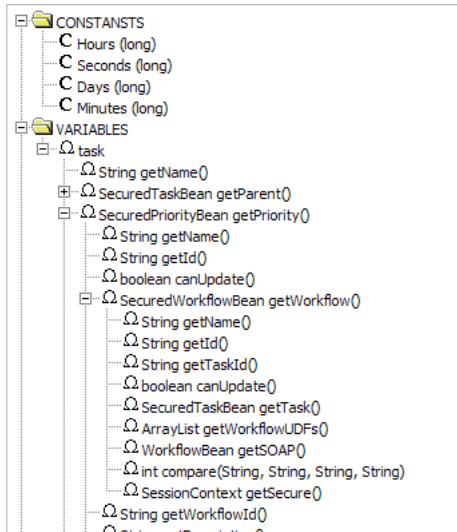 CONSTANSTS
C Hours (long)
C Seconds (long)
C Days (long)
C Minutes (long)
VARIABLES
Ω task
Ω String getName()
Ω SecuredTaskBean getParent()
Ω SecuredPriorityBean getPriority()
Ω String getName()
Ω String getId()
Ω boolean canUpdate()
Ω SecuredWorkflowBean getWorkflow()
Ω String getName()
Ω String getId()
Ω String getTaskId()
Ω boolean canUpdate()
Ω SecuredTaskBean getTask()
Ω ArrayList getWorkflowUDFs()
Ω WorkflowBean getSOAP()
Ω int compare(String, String, String, String)
Ω SessionContext getSecure()
Ω String getWorkflowId()